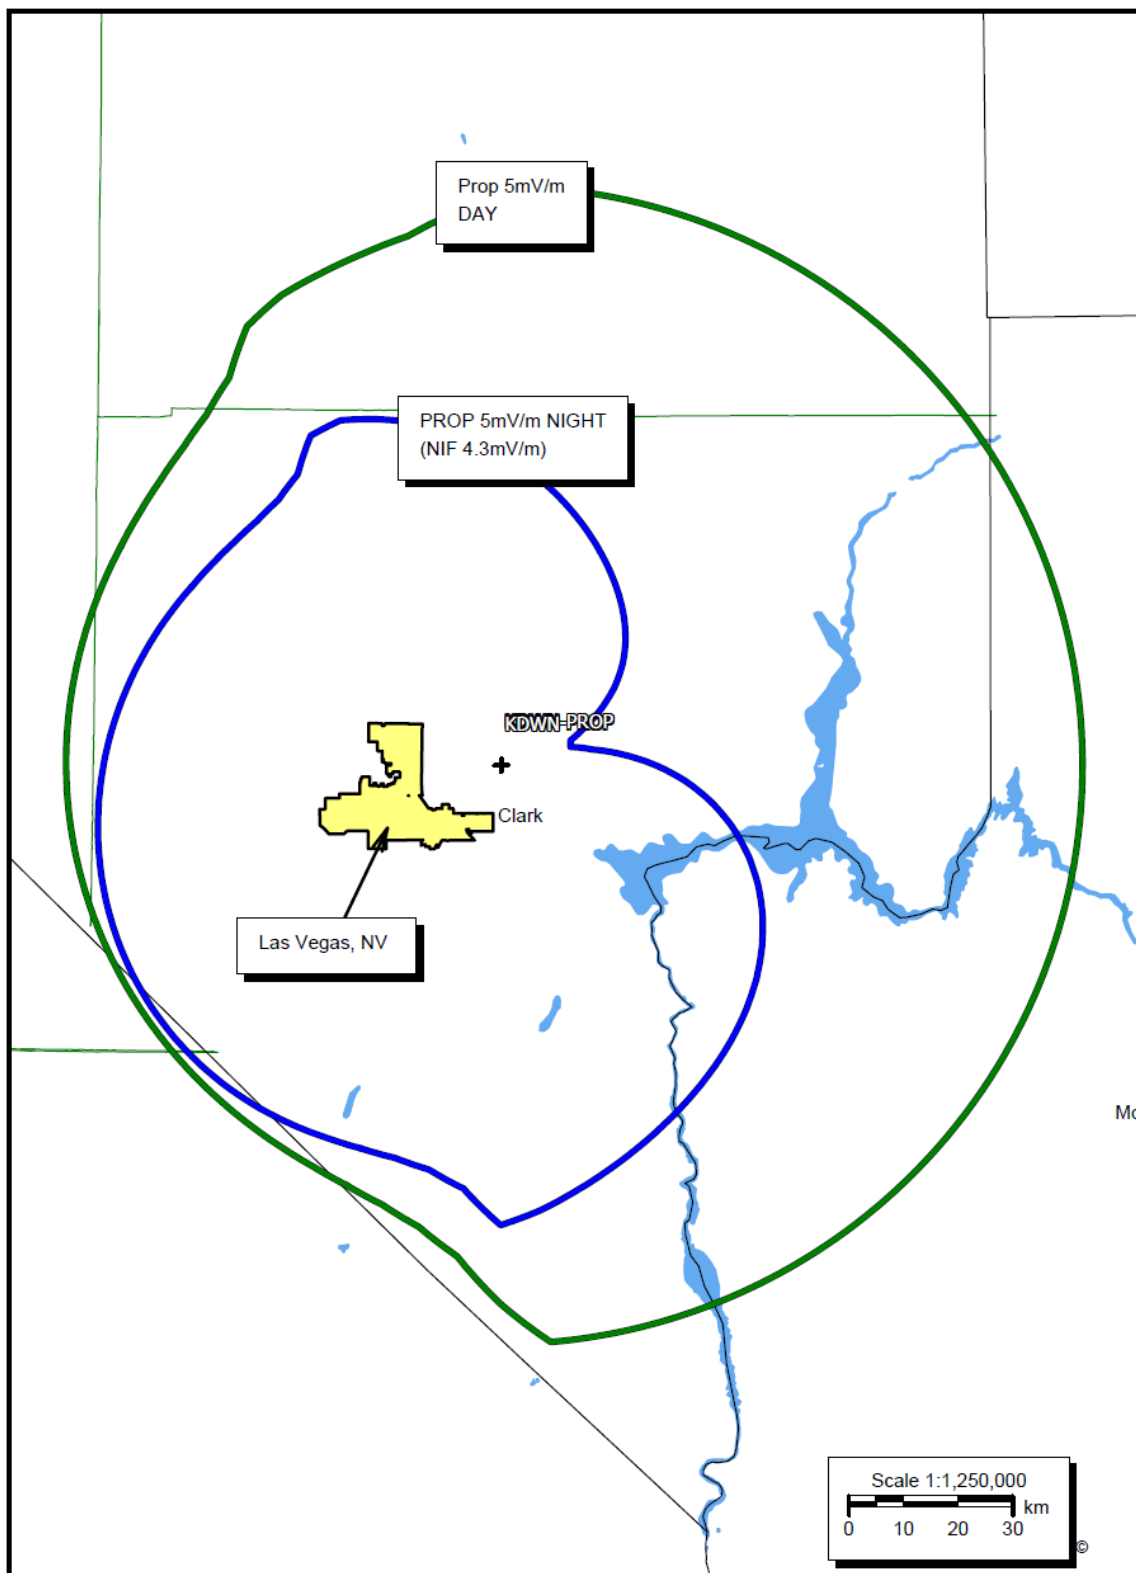 Prop 5mV/m
DAY
PROP 5mV/m NIGHT
(NIF 4.3mV/m)
KDWN-PROP
Clark
Las Vegas, NV
Mo
Scale 1:1,250,000
km
0 10 20 30
©